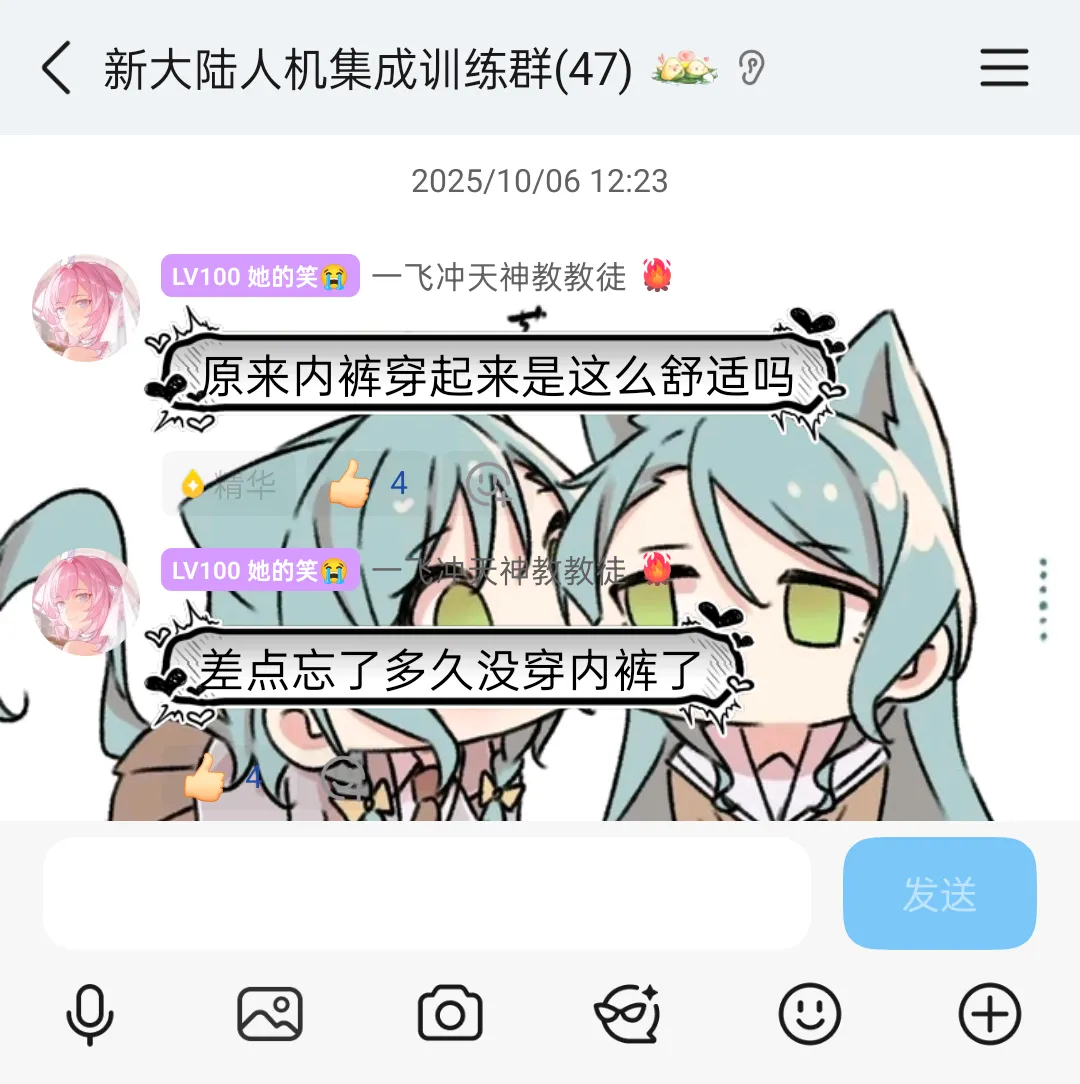 新大陆人机集成训练群(47)
2025/10/06 12:23
LV100 她的笑😭 一飞冲天神教教徒 🔥
原来内裤穿起来是这么舒适吗
精华 👍 4
LV100 她的笑😭 一飞冲天神教教徒 🔥
差点忘了多久没穿内裤了
👍 4
发送